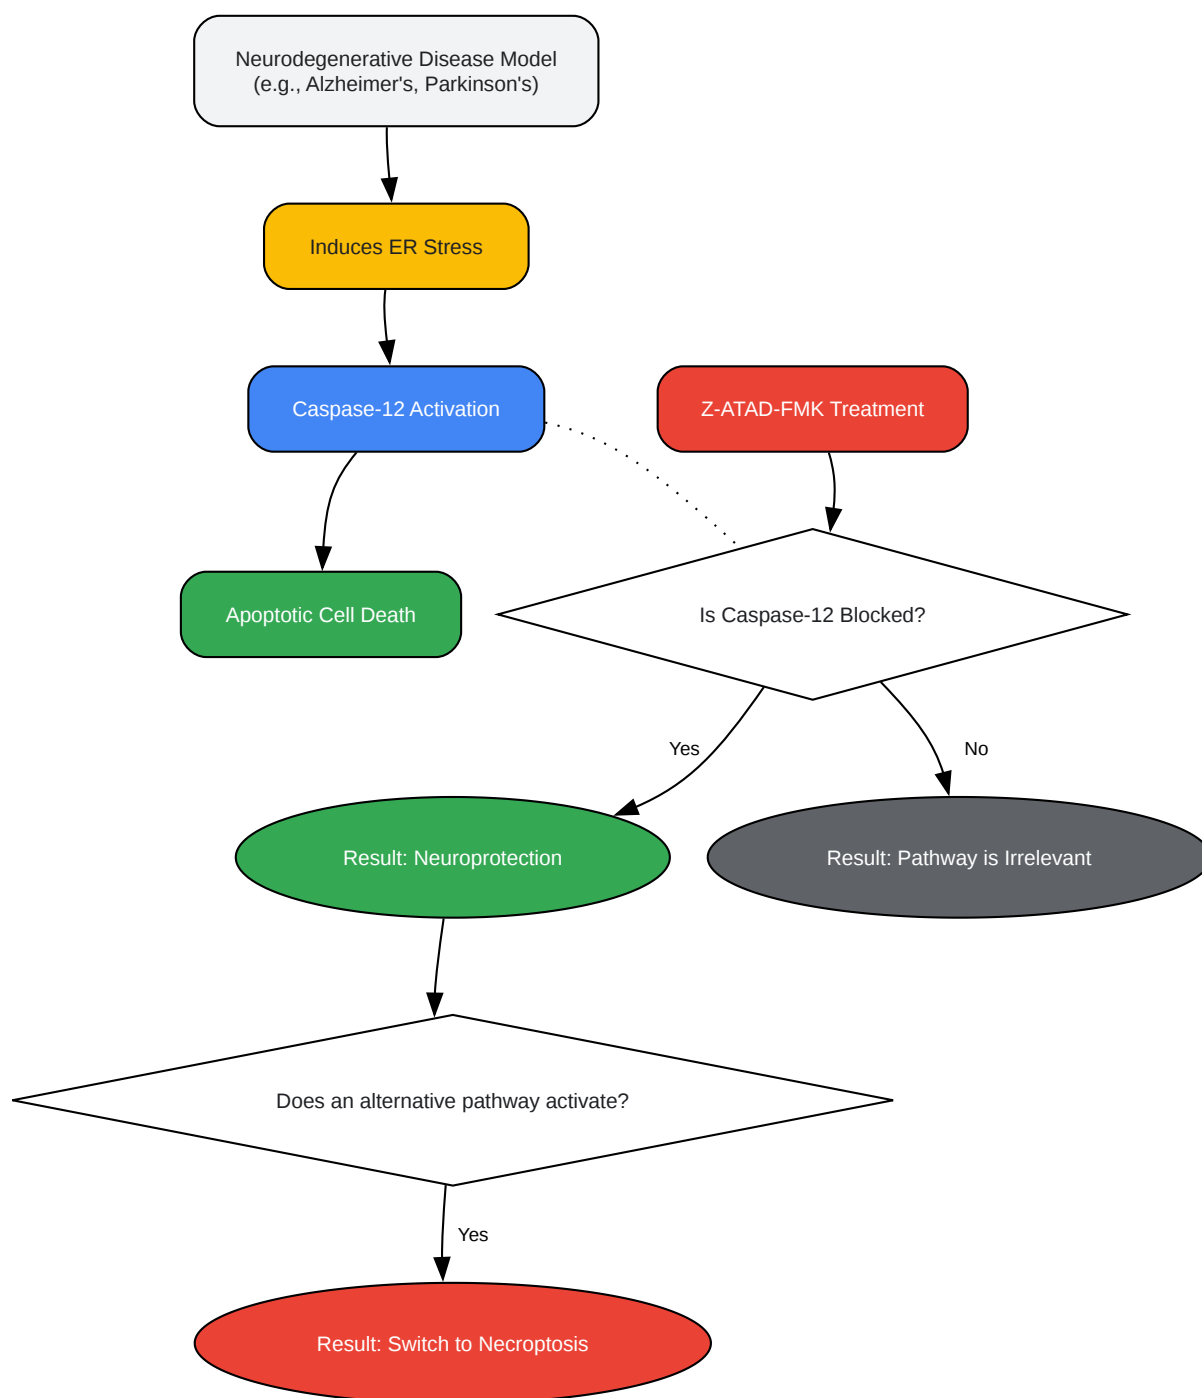 Neurodegenerative Disease Model
(e.g., Alzheimer's, Parkinson's)
Induces ER Stress
Caspase-12 Activation
Z-ATAD-FMK Treatment
Apoptotic Cell Death
Is Caspase-12 Blocked?
Yes
No
Result: Neuroprotection
Result: Pathway is Irrelevant
Does an alternative pathway activate?
Yes
Result: Switch to Necroptosis